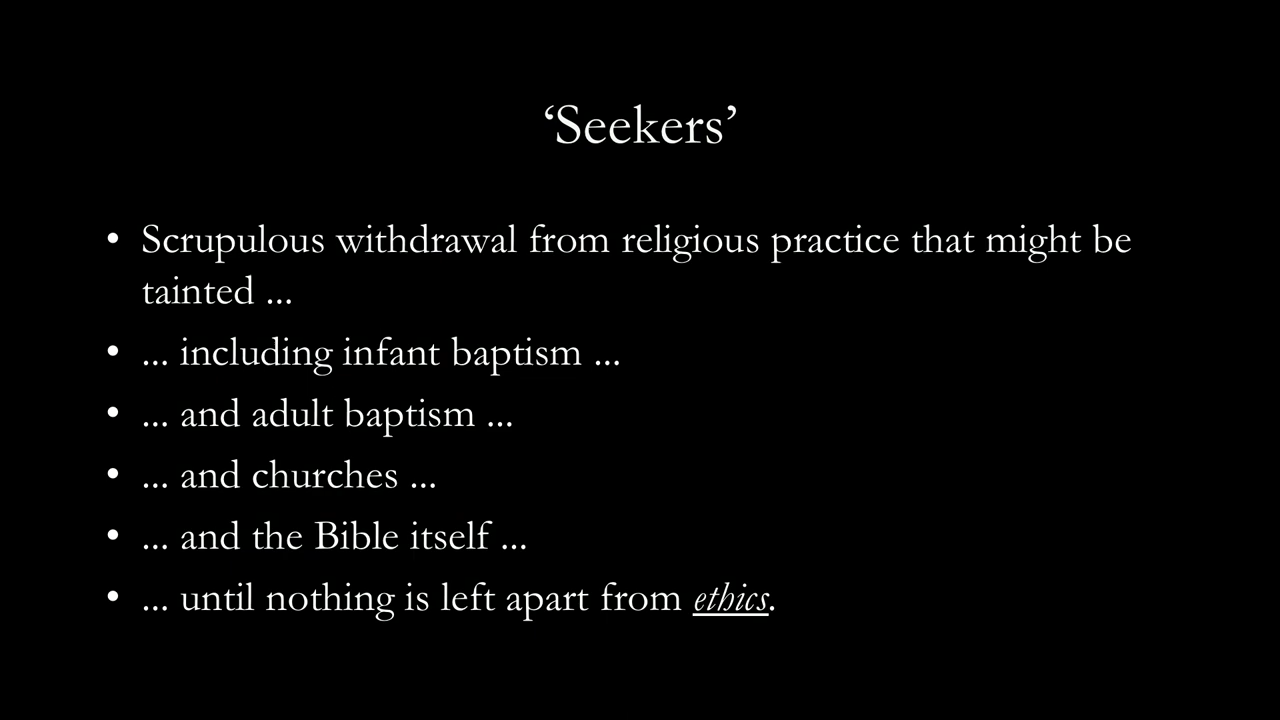 ‘Seekers’
• Scrupulous withdrawal from religious practice that might be
tainted ...
• ... including infant baptism ...
• ... and adult baptism ...
• ... and churches ...
• ... and the Bible itself ...
• ... until nothing is left apart from ethics.